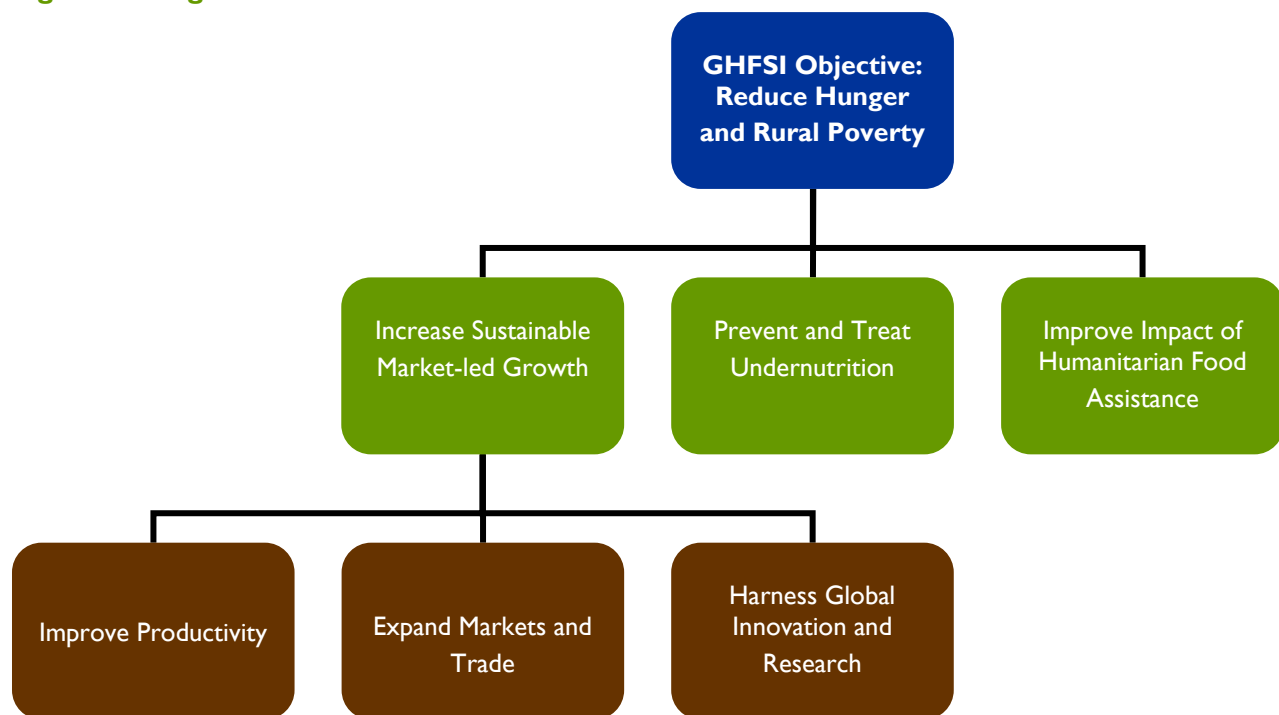 GHFSI Objective:
Reduce Hunger
and Rural Poverty
Increase Sustainable
Market-led Growth
Prevent and Treat
Undernutrition
Improve Impact of
Humanitarian Food
Assistance
Improve Productivity
Expand Markets and
Trade
Harness Global
Innovation and
Research